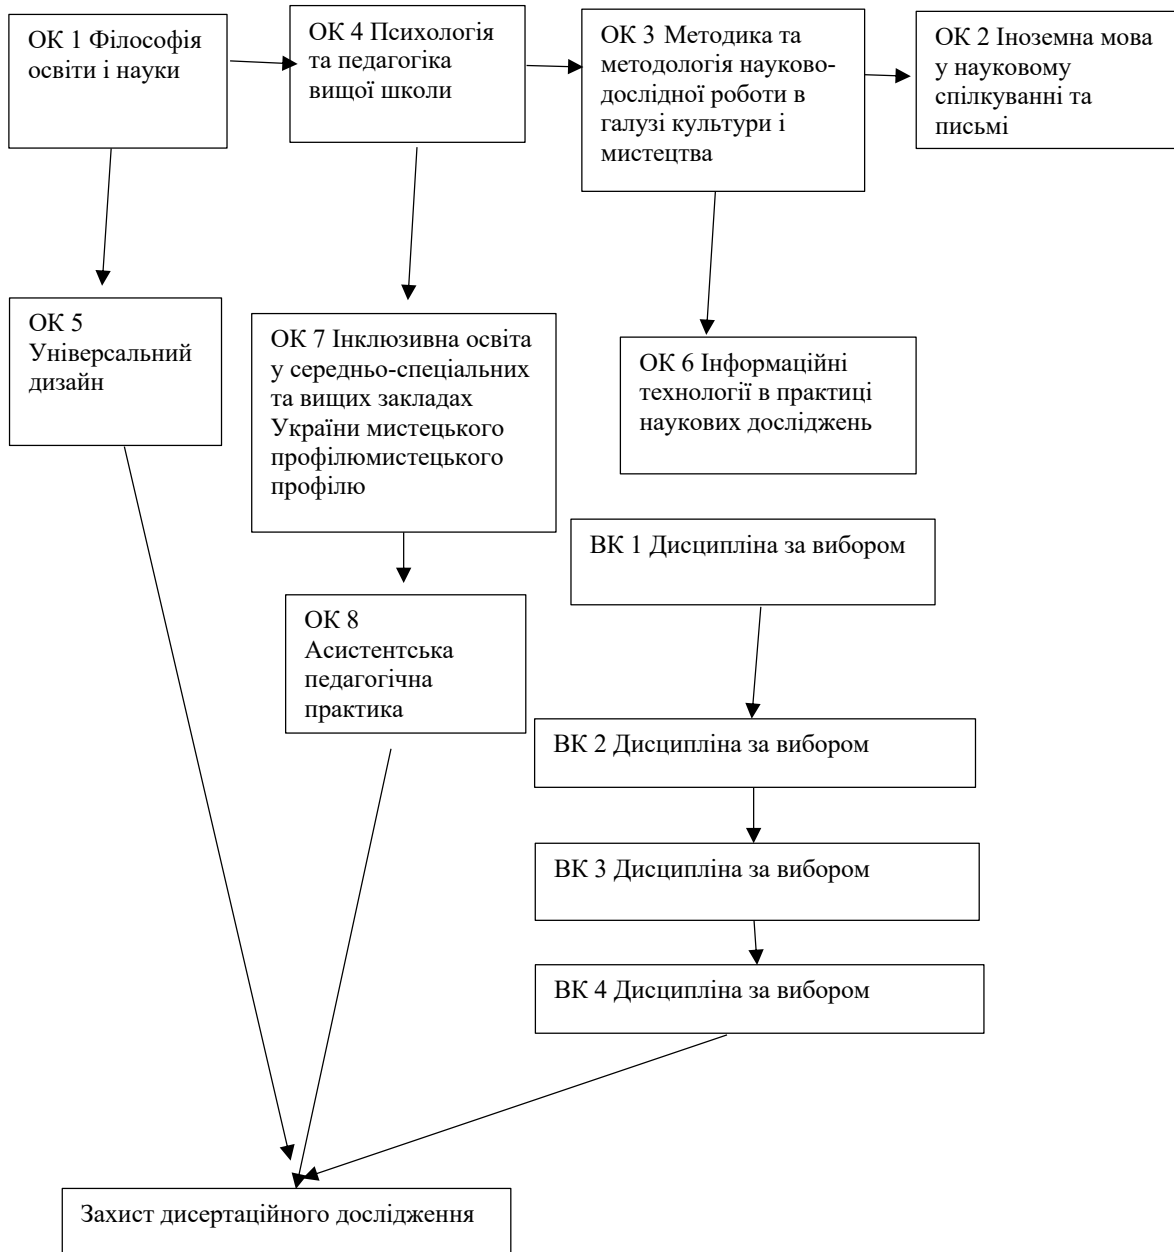 ОК 1 Філософія
освіти і науки
ОК 4 Психологія
та педагогіка
вищої школи
ОК 3 Методика та
методологія науково-
дослідної роботи в
галузі культури і
мистецтва
ОК 2 Іноземна мова
у науковому
спілкуванні та
письмі
ОК 5
Універсальний
дизайн
ОК 7 Інклюзивна освіта
у середньо-спеціальних
та вищих закладах
України мистецького
профілюмистецького
профілю
ОК 6 Інформаційні
технології в практиці
наукових досліджень
ВК 1 Дисципліна за вибором
ОК 8
Асистентська
педагогічна
практика
ВК 2 Дисципліна за вибором
ВК 3 Дисципліна за вибором
ВК 4 Дисципліна за вибором
Захист дисертаційного дослідження